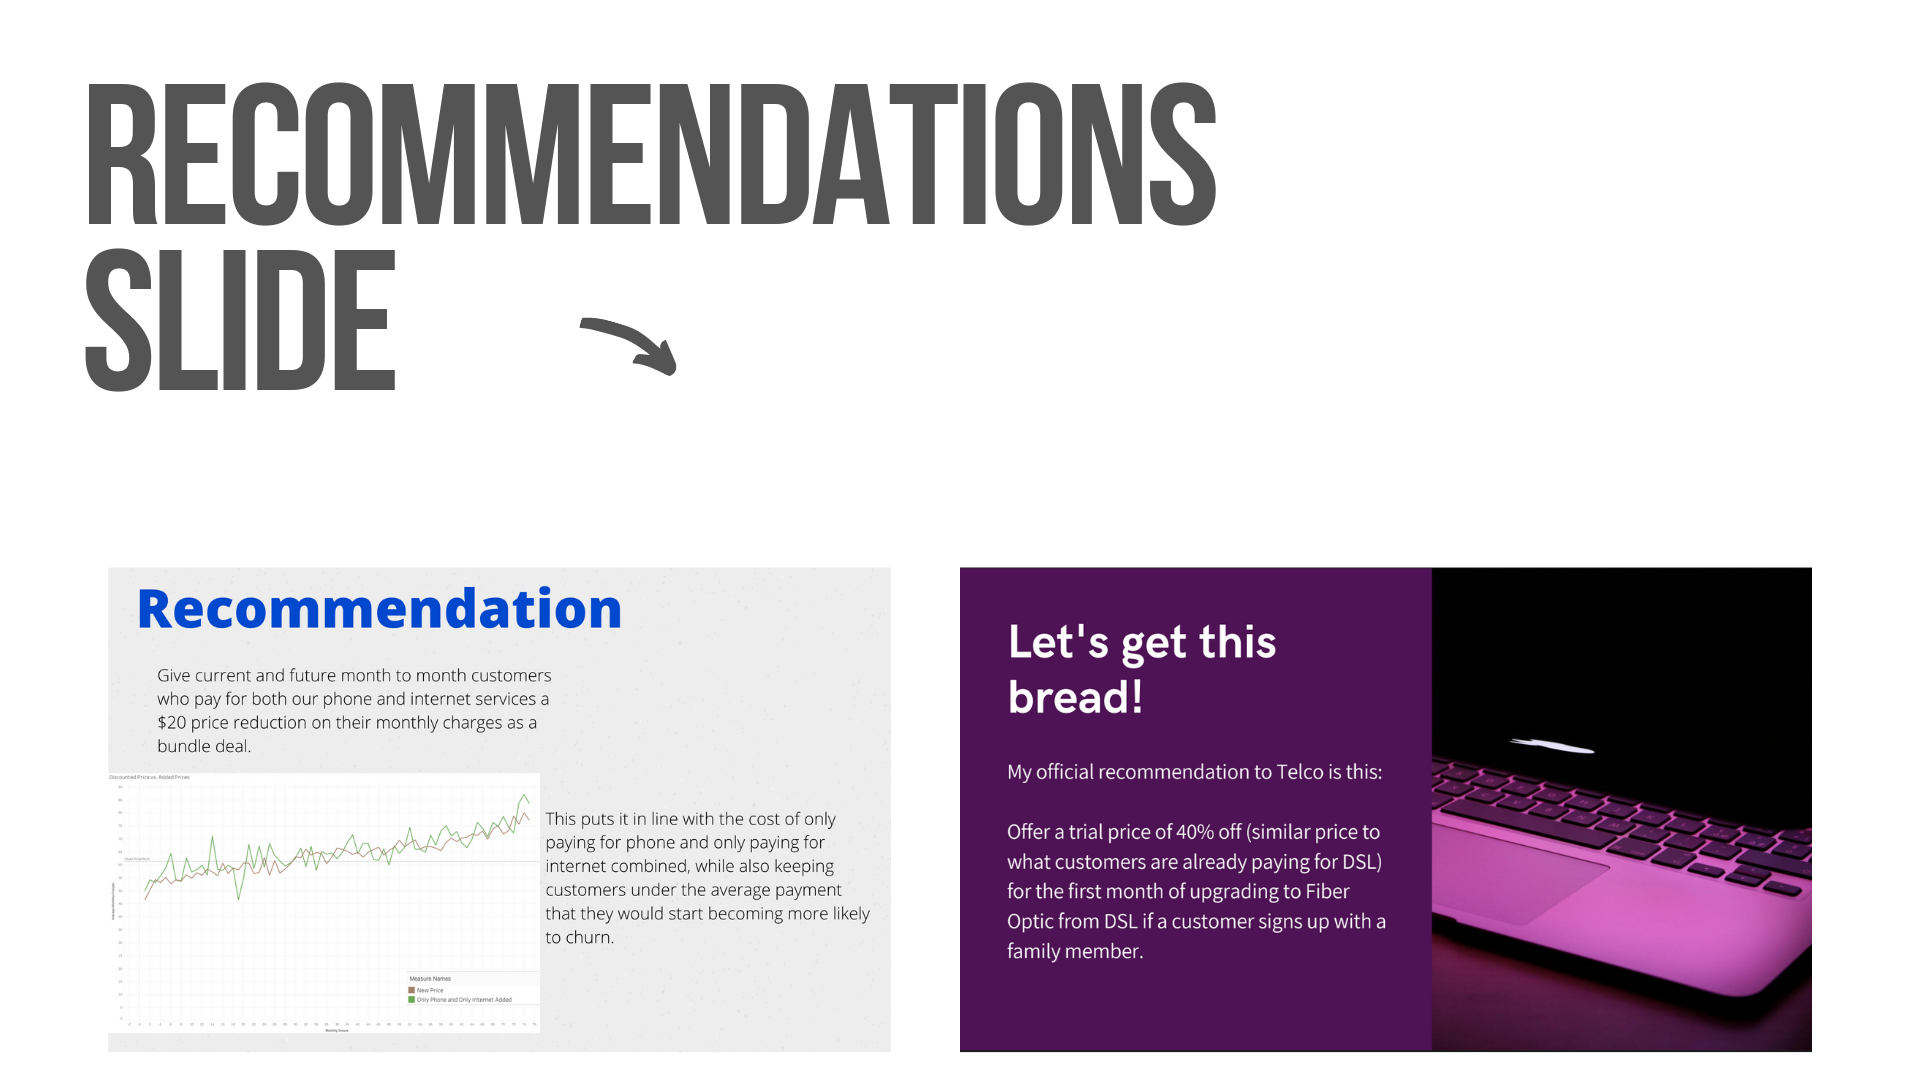 RECOMMENDATIONS
SLIDE
Recommendation
Give current and future month to month customers
who pay for both our phone and internet services a
$20 price reduction on their monthly charges as a
bundle deal.
Discounted Price vs. Added Prices
This puts it in line with the cost of only
paying for phone and only paying for
internet combined, while also keeping
customers under the average payment
that they would start becoming more likely
to churn.
Measure Names
New Price
Only Phone and Only Internet Added
Let's get this
bread!
My official recommendation to Telco is this:
Offer a trial price of 40% off (similar price to
what customers are already paying for DSL)
for the first month of upgrading to Fiber
Optic from DSL if a customer signs up with a
family member.